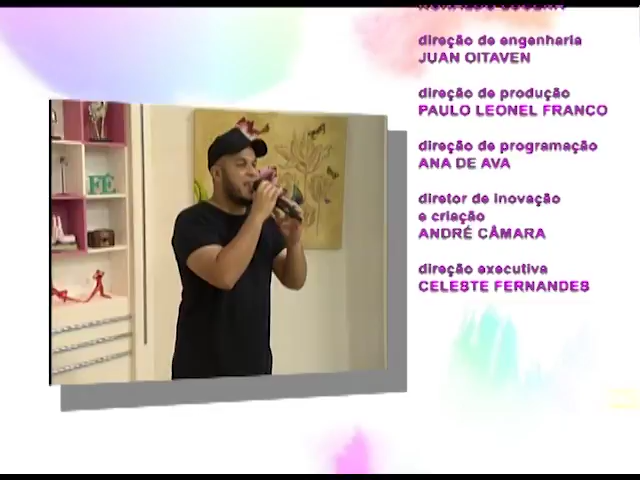 direção de engenharia
JUAN OITAVEN
direção de produção
PAULO LEONEL FRANCO
direção de programação
ANA DE AVA
diretor de inovação
e criação
ANDRÉ CÂMARA
direção executiva
CELESTE FERNANDES
FÉ